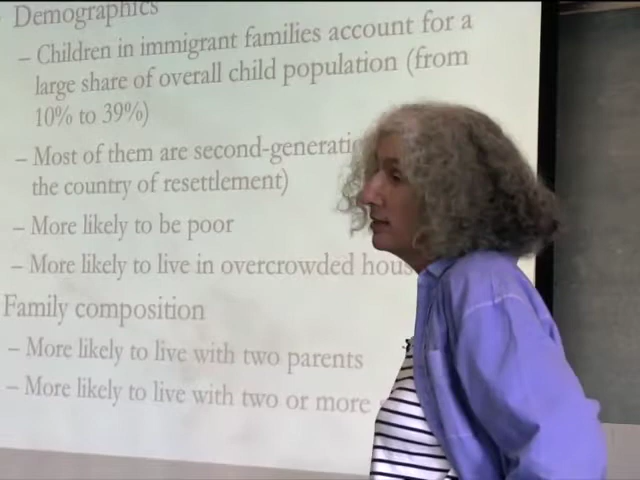 Demographics
– Children in immigrant families account for a
large share of overall child population (from
10% to 39%)
– Most of them are second-generatio
the country of resettlement)
– More likely to be poor
– More likely to live in overcrowded hous
Family composition
– More likely to live with two parents
– More likely to live with two or more